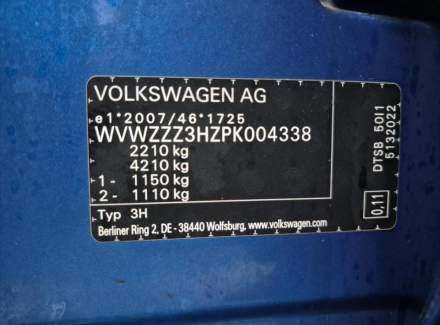 VOLKSWAGEN AG
e1*2007/46*1725
WVWZZZ3HZPK004338
2210 kg
4210 kg
1 - 1150 kg
2 - 1110 kg
Typ 3H
Berliner Ring 2, DE - 38440 Wolfsburg, www.volkswagen.com
DTSB 50I1
5132022
0,11